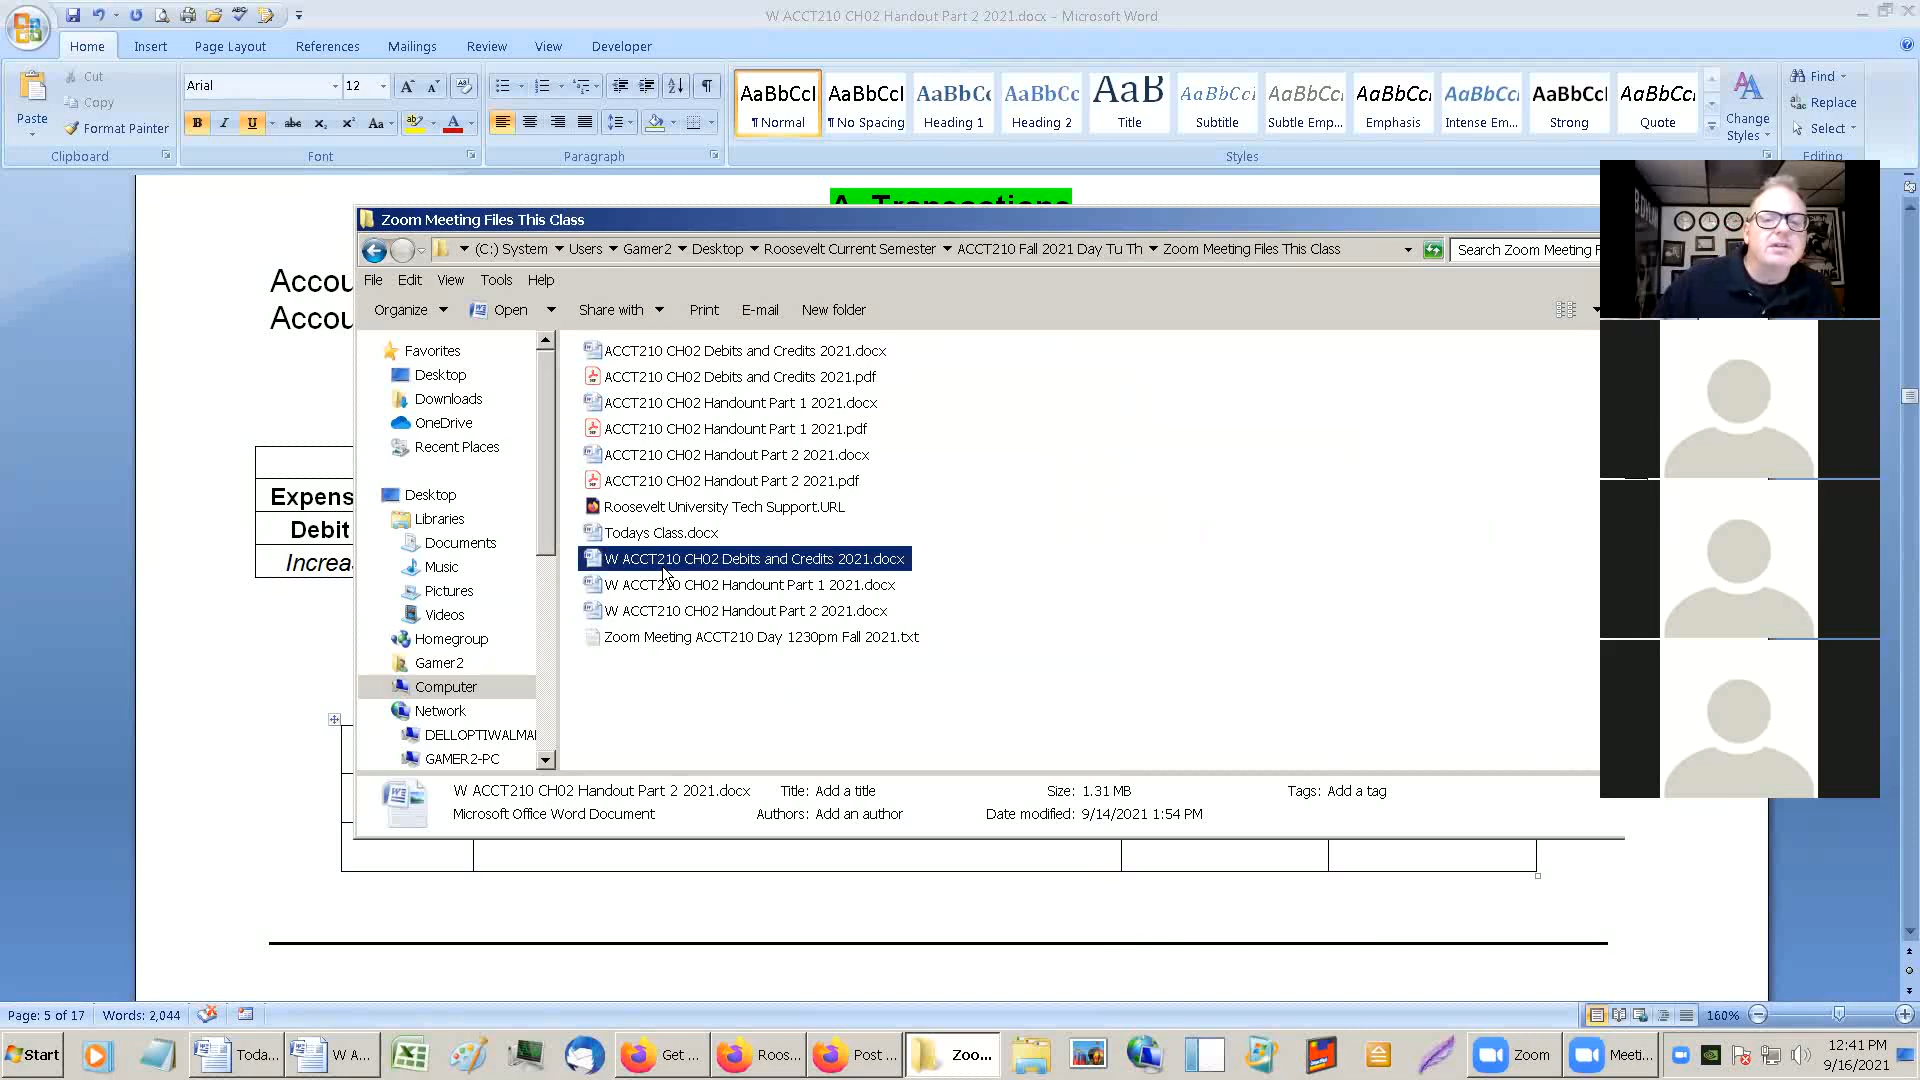 W ACCT210 CH02 Handout Part 2 2021.docx – Microsoft Word
Home Insert Page Layout References Mailings Review View Developer
Paste
Cut
Copy
Format Painter
Clipboard
Arial 12
Font
Paragraph
AaBbCcI AaBbCcI AaBbCc AaBbCc AaB AaBbCcI AaBbCcI AaBbCcI AaBbCcI AaBbCcI AaBbCcI
¶ Normal ¶ No Spacing Heading 1 Heading 2 Title Subtitle Subtle Emp... Emphasis Intense Em... Strong Quote
Change
Styles
Styles
Find
Replace
Select
Editing
A. Transactions
Accou
Accou
Expens
Debit
Increa
Zoom Meeting Files This Class
(C:) System Users Gamer2 Desktop Roosevelt Current Semester ACCT210 Fall 2021 Day Tu Th Zoom Meeting Files This Class
Search Zoom Meeting F
File Edit View Tools Help
Organize Open Share with Print E-mail New folder
Favorites
Desktop
Downloads
OneDrive
Recent Places
Desktop
Libraries
Documents
Music
Pictures
Videos
Homegroup
Gamer2
Computer
Network
DELLOPTIWALMA
GAMER2-PC
ACCT210 CH02 Debits and Credits 2021.docx
ACCT210 CH02 Debits and Credits 2021.pdf
ACCT210 CH02 Handount Part 1 2021.docx
ACCT210 CH02 Handount Part 1 2021.pdf
ACCT210 CH02 Handout Part 2 2021.docx
ACCT210 CH02 Handout Part 2 2021.pdf
Roosevelt University Tech Support.URL
Todays Class.docx
W ACCT210 CH02 Debits and Credits 2021.docx
W ACCT210 CH02 Handount Part 1 2021.docx
W ACCT210 CH02 Handout Part 2 2021.docx
Zoom Meeting ACCT210 Day 1230pm Fall 2021.txt
W ACCT210 CH02 Handout Part 2 2021.docx Title: Add a title Size: 1.31 MB Tags: Add a tag
Microsoft Office Word Document Authors: Add an author Date modified: 9/14/2021 1:54 PM
Page: 5 of 17 Words: 2,044
160%
Start Toda... W A... Get ... Roos... Post ... Zoo... Zoom Meeti...
12:41 PM
9/16/2021